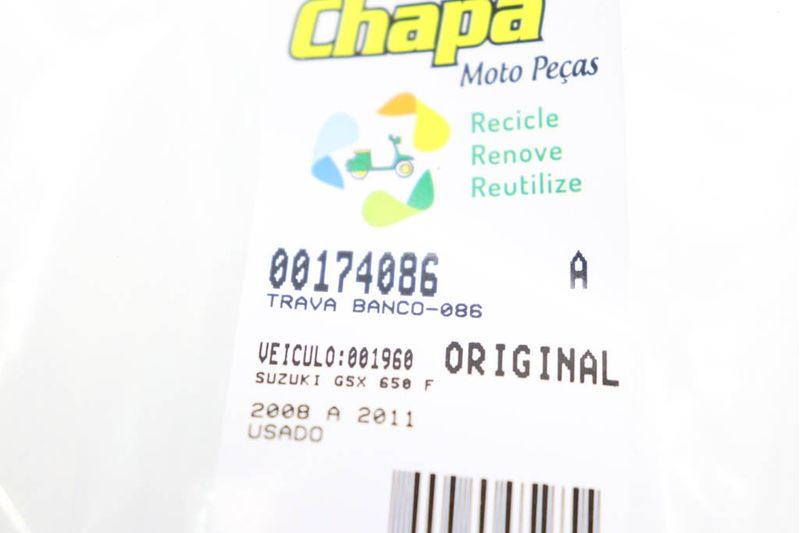 Chapa
Moto Peças
Recicle
Renove
Reutilize
00174086 A
TRAVA BANCO-086
VEICULO:001960 ORIGINAL
SUZUKI GSX 650 F
2008 A 2011
USADO